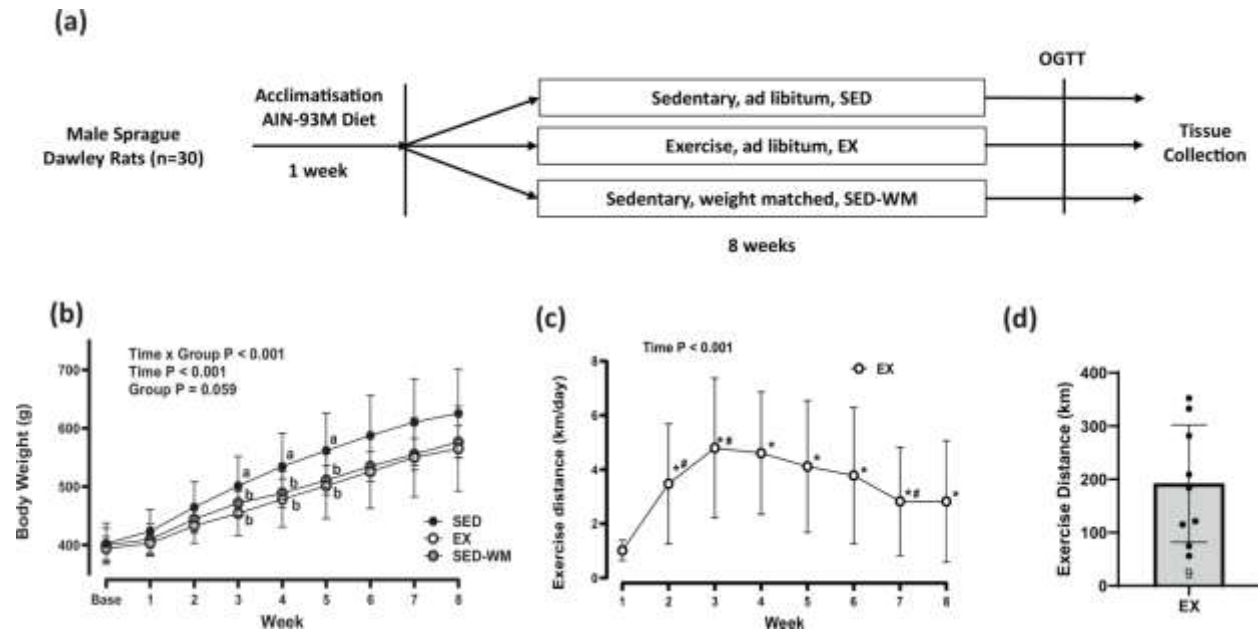 (a)
OGTT
Acclimatisation
AIN-93M Diet
Male Sprague
Dawley Rats (n=30)
1 week
Sedentary, ad libitum, SED
Exercise, ad libitum, EX
Sedentary, weight matched, SED-WM
Tissue
Collection
8 weeks
(b)
Time x Group P < 0.001
Time P < 0.001
Group P = 0.059
Body Weight (g)
700
600
500
400
a
a
a
b
b
b
b
b
b
SED
EX
SED-WM
Base
1
2
3
4
5
6
7
8
Week
(c)
Time P < 0.001
EX
Exercise distance (km/day)
8
6
4
2
0
*#
*#
*
*
*
*#
*
1
2
3
4
5
6
7
8
Week
(d)
Exercise Distance (km)
400
300
200
100
0
EX